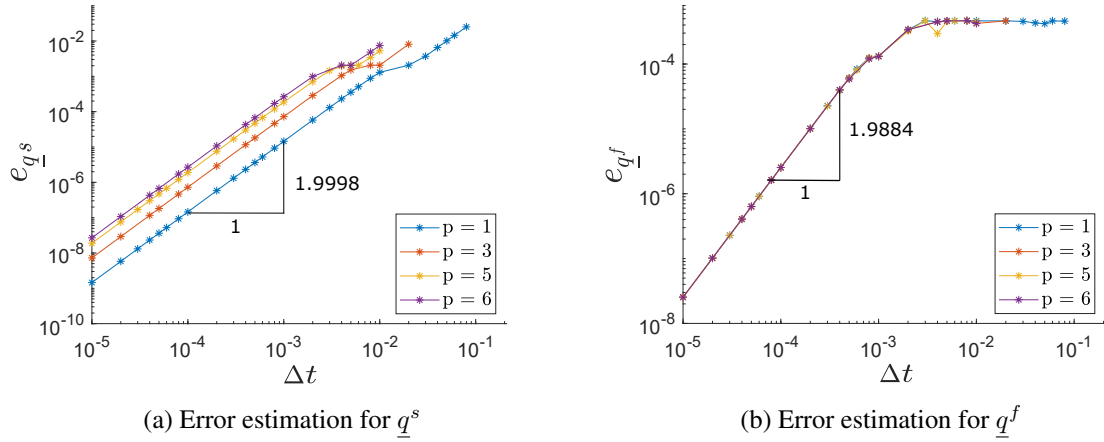 10^-2
10^-4
10^-6
10^-8
10^-10
e_{q^s}
1.9998
1
p = 1
p = 3
p = 5
p = 6
10^-5
10^-4
10^-3
10^-2
10^-1
Δt
(a) Error estimation for q^s
10^-4
10^-6
10^-8
e_{q^f}
1.9884
1
p = 1
p = 3
p = 5
p = 6
10^-5
10^-4
10^-3
10^-2
10^-1
Δt
(b) Error estimation for q^f